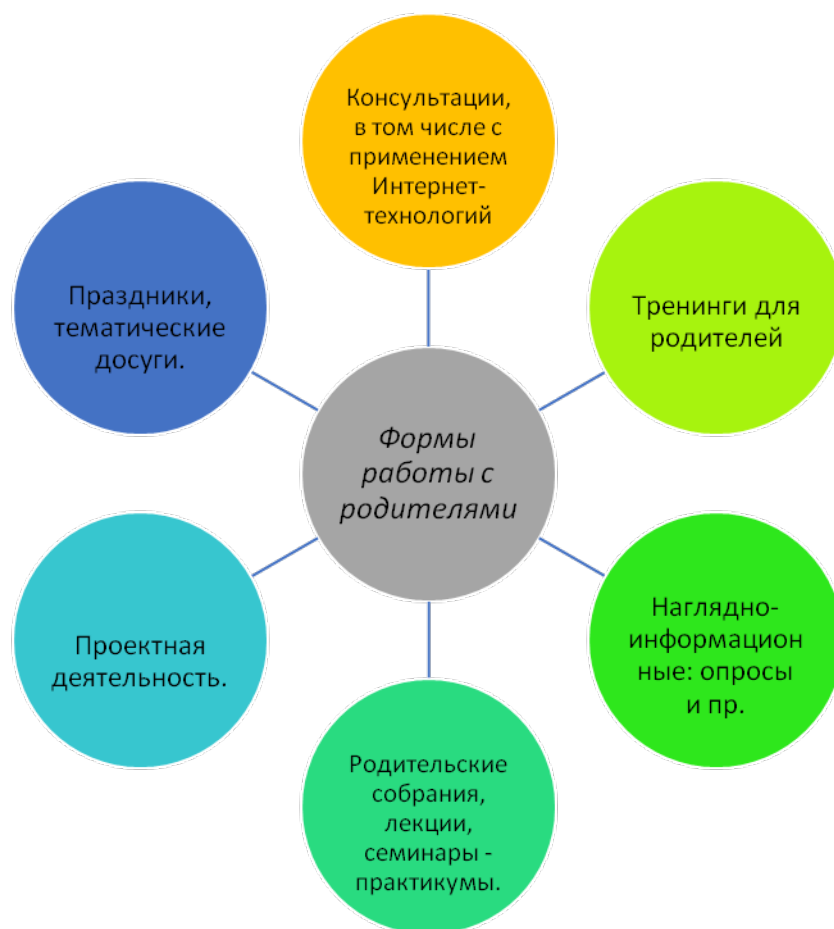 Консультации,
в том числе с
применением
Интернет-
технологий
Тренинги для
родителей
Наглядно-
информацион
ные: опросы
и пр.
Родительские
собрания,
лекции,
семинары -
практикумы.
Проектная
деятельность.
Праздники,
тематические
досуги.
Формы
работы с
родителями